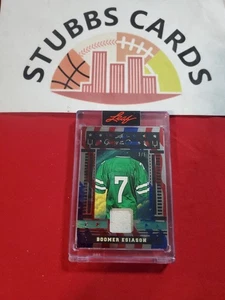 STUBBS CARDS
Leaf
7
BOOMER ESIASON